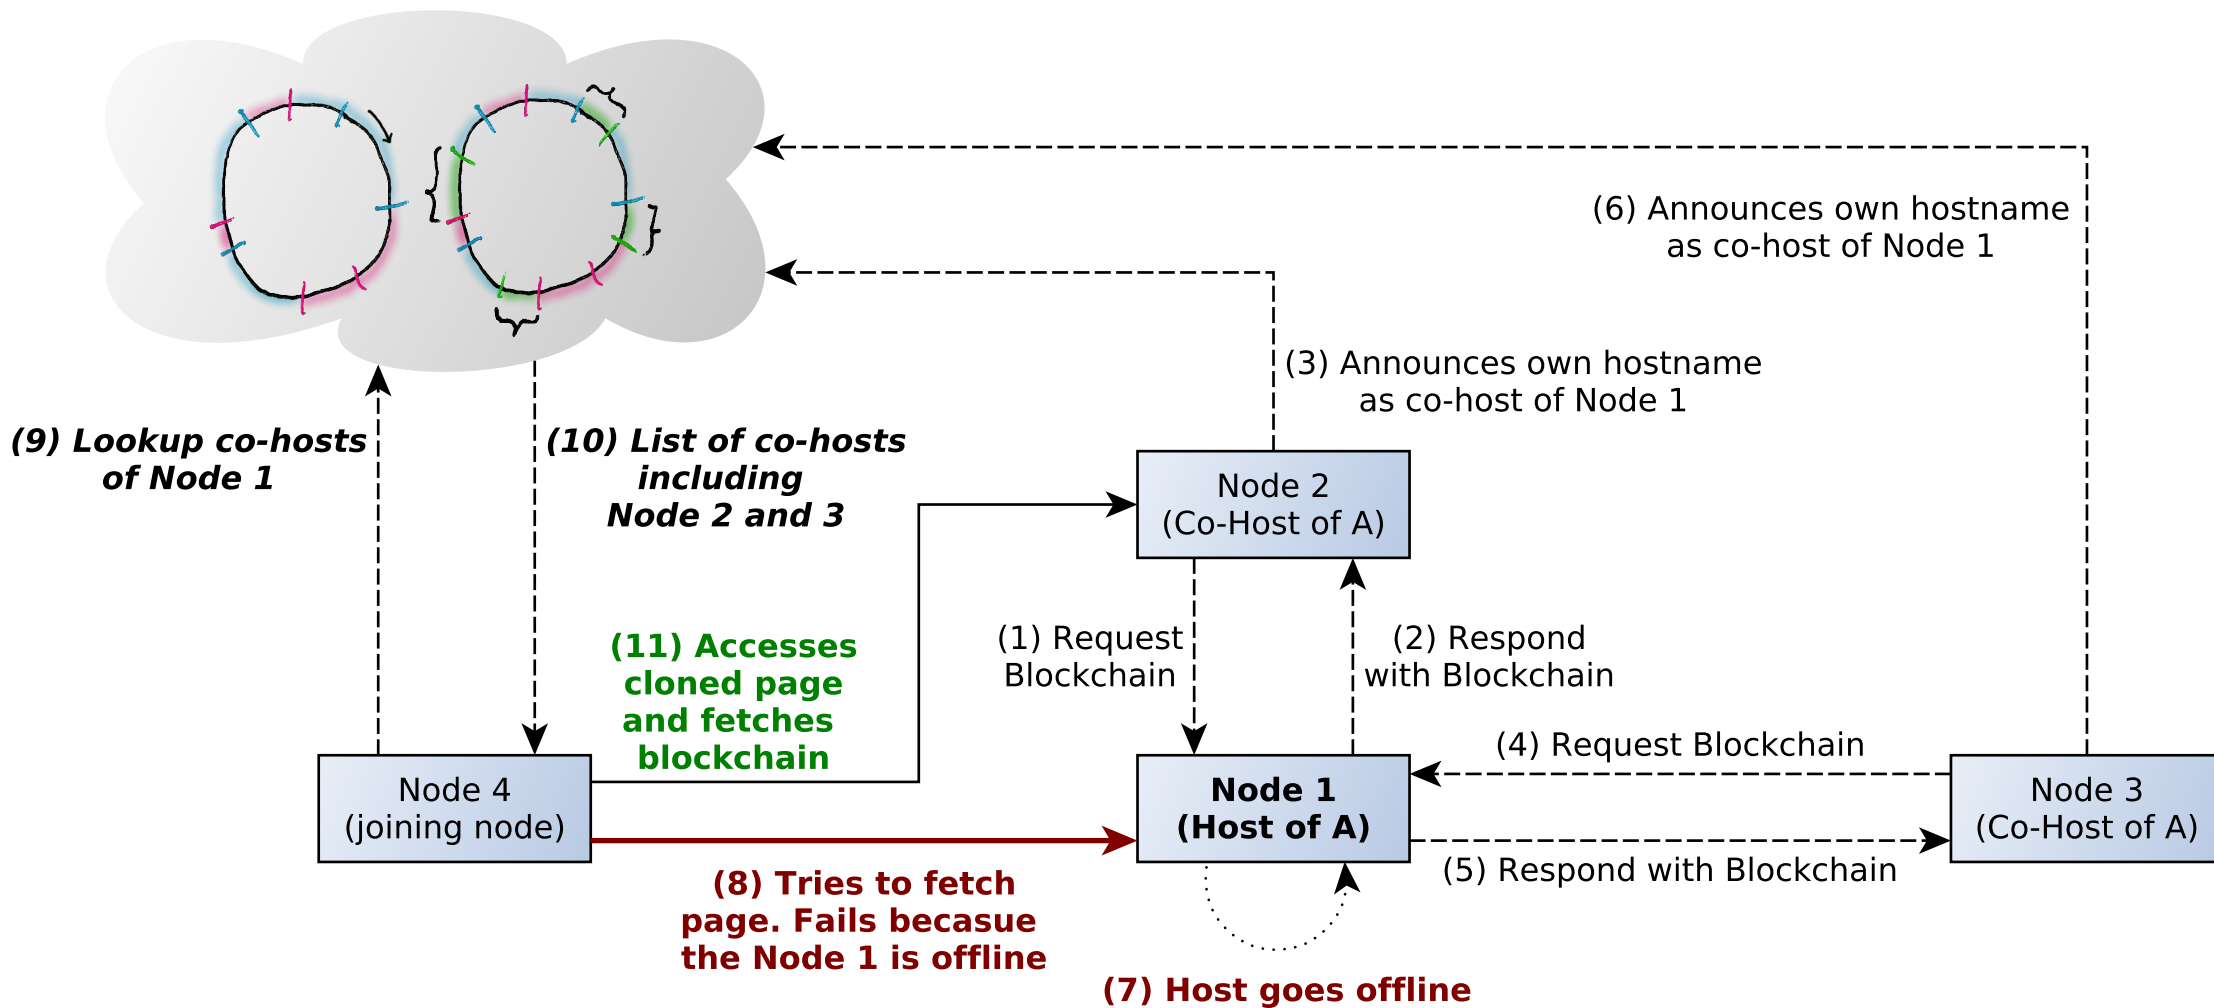 (6) Announces own hostname
as co-host of Node 1
(3) Announces own hostname
as co-host of Node 1
(9) Lookup co-hosts
of Node 1
(10) List of co-hosts
including
Node 2 and 3
Node 2
(Co-Host of A)
(11) Accesses
cloned page
and fetches
blockchain
(1) Request
Blockchain
(2) Respond
with Blockchain
(4) Request Blockchain
Node 4
(joining node)
Node 1
(Host of A)
Node 3
(Co-Host of A)
(5) Respond with Blockchain
(8) Tries to fetch
page. Fails becasue
the Node 1 is offline
(7) Host goes offline